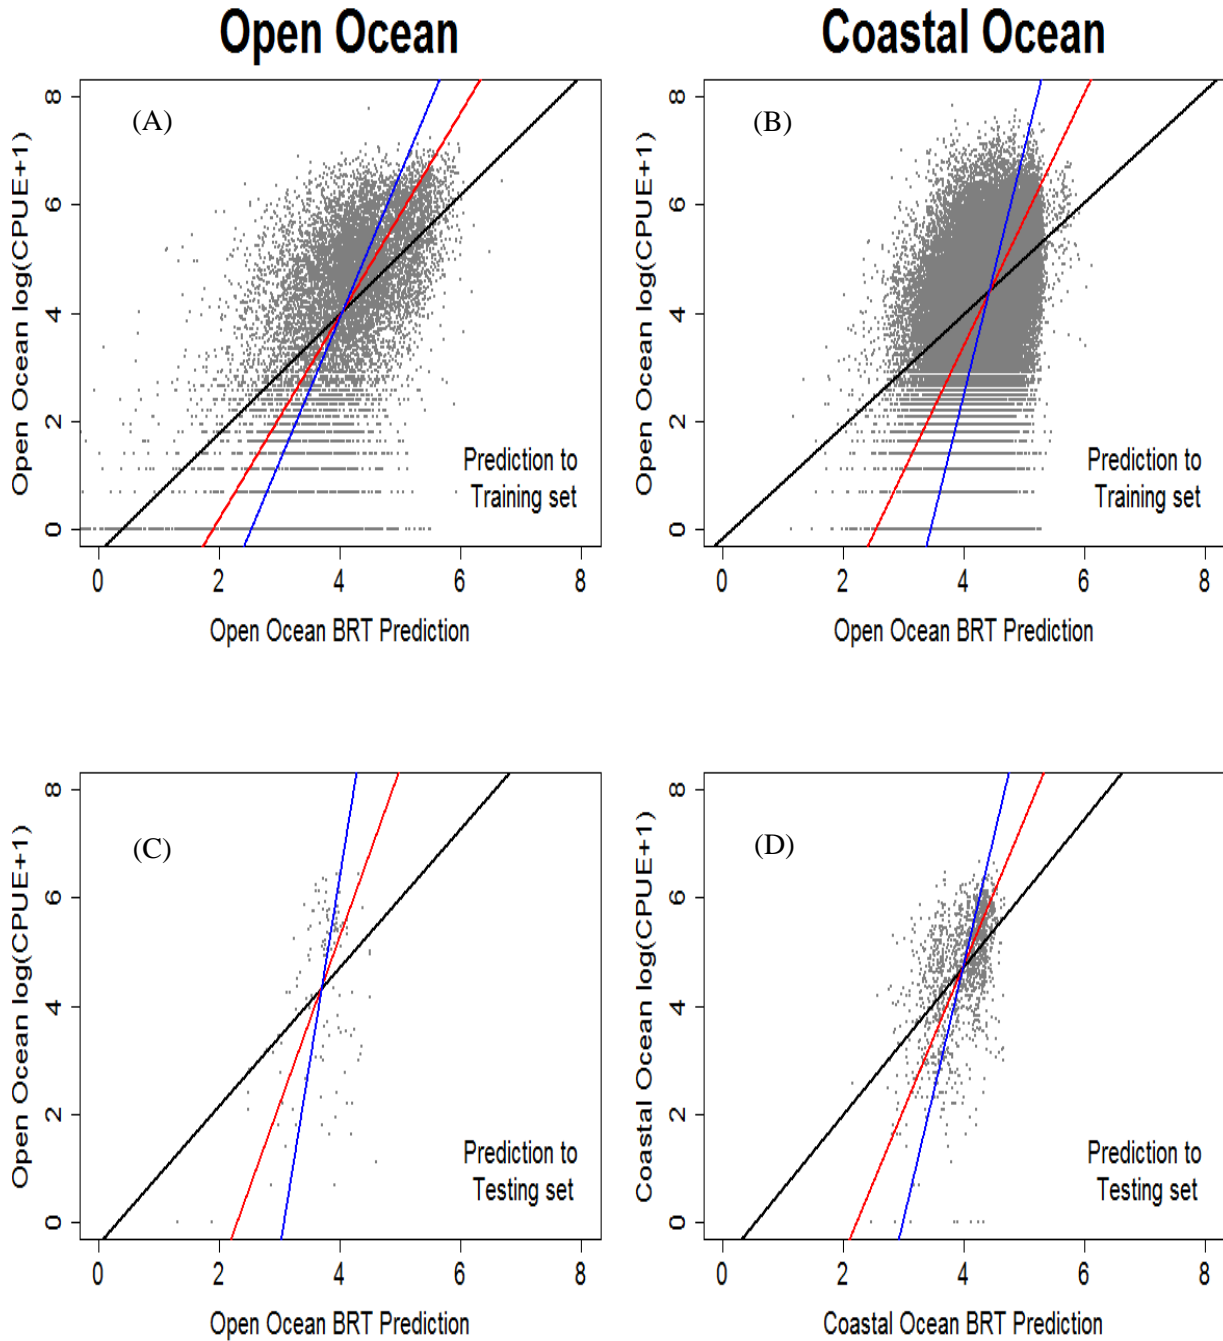 Open Ocean
Coastal Ocean
(A)
Open Ocean log(CPUE+1)
8
6
4
2
0
Prediction to
Training set
0 2 4 6 8
Open Ocean BRT Prediction
(B)
Open Ocean log(CPUE+1)
8
6
4
2
0
Prediction to
Training set
0 2 4 6 8
Open Ocean BRT Prediction
(C)
Open Ocean log(CPUE+1)
8
6
4
2
0
Prediction to
Testing set
0 2 4 6 8
Open Ocean BRT Prediction
(D)
Coastal Ocean log(CPUE+1)
8
6
4
2
0
Prediction to
Testing set
0 2 4 6 8
Coastal Ocean BRT Prediction